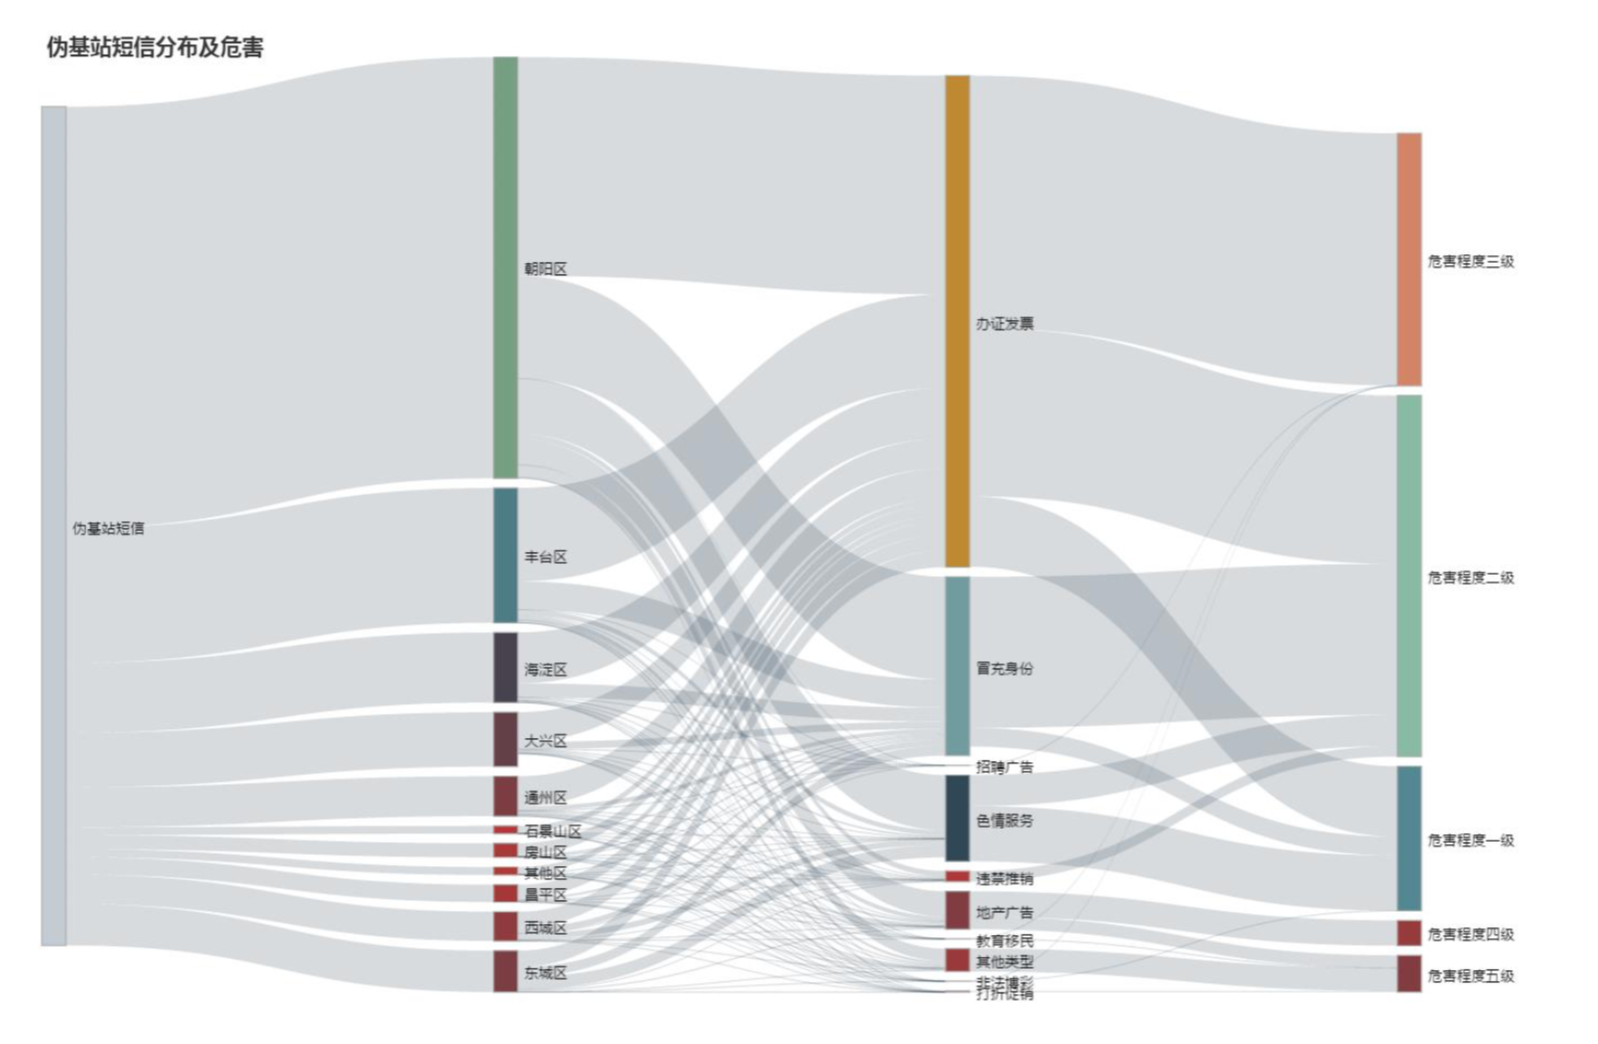 伪基站短信分布及危害
伪基站短信
朝阳区
丰台区
海淀区
大兴区
通州区
石景山区
房山区
其他区
昌平区
西城区
东城区
办证发票
冒充身份
招聘广告
色情服务
违禁推销
地产广告
教育移民
其他类型
非法博彩
打折促销
危害程度三级
危害程度二级
危害程度一级
危害程度四级
危害程度五级